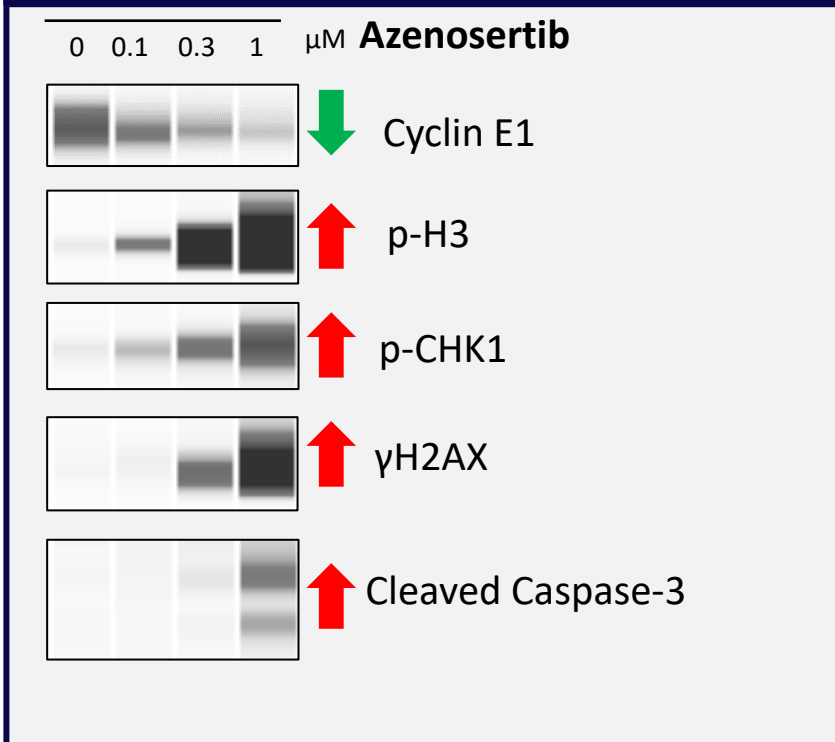 0 0.1 0.3 1 μM Azenosertib
Cyclin E1
p-H3
p-CHK1
γH2AX
Cleaved Caspase-3